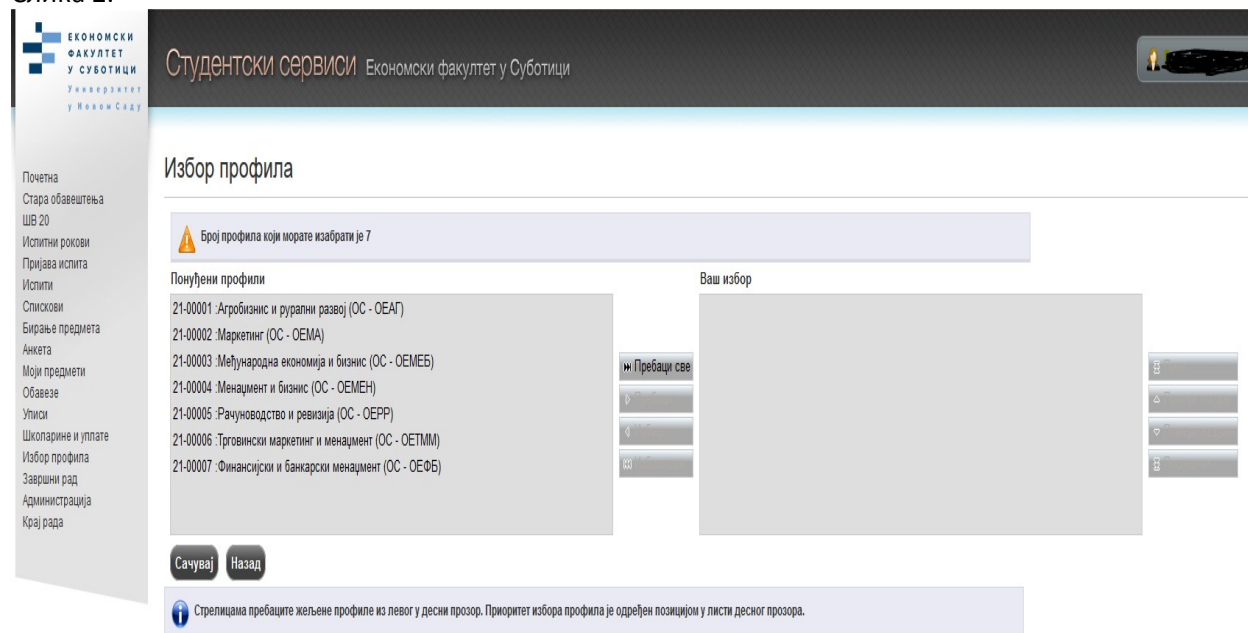 Слика 2.
ЕКОНОМСКИ
ФАКУЛТЕТ
У СУБОТИЦИ
Универзитет
у Новом Саду
Студентски сервиси Економски факултет у Суботици
Почетна
Стара обавештења
ШВ 20
Испитни рокови
Пријава испита
Испити
Спискови
Бирање предмета
Анкета
Моји предмети
Обавезе
Уписи
Школарине и уплате
Избор профила
Завршни рад
Администрација
Крај рада
Избор профила
Број профила који морате изабрати је 7
Понуђени профили
21-00001 :Агробизнис и рурални развој (ОС - ОЕАГ)
21-00002 :Маркетинг (ОС - ОЕМА)
21-00003 :Међународна економија и бизнис (ОС - ОЕМЕБ)
21-00004 :Менаџмент и бизнис (ОС - ОЕМЕН)
21-00005 :Рачуноводство и ревизија (ОС - ОЕРР)
21-00006 :Трговински маркетинг и менаџмент (ОС - ОЕТММ)
21-00007 :Финансијски и банкарски менаџмент (ОС - ОЕФБ)
Пребаци све
Ваш избор
Сачувај Назад
Стрелицама пребаците жељене профиле из левог у десни прозор. Приоритет избора профила је одређен позицијом у листи десног прозора.